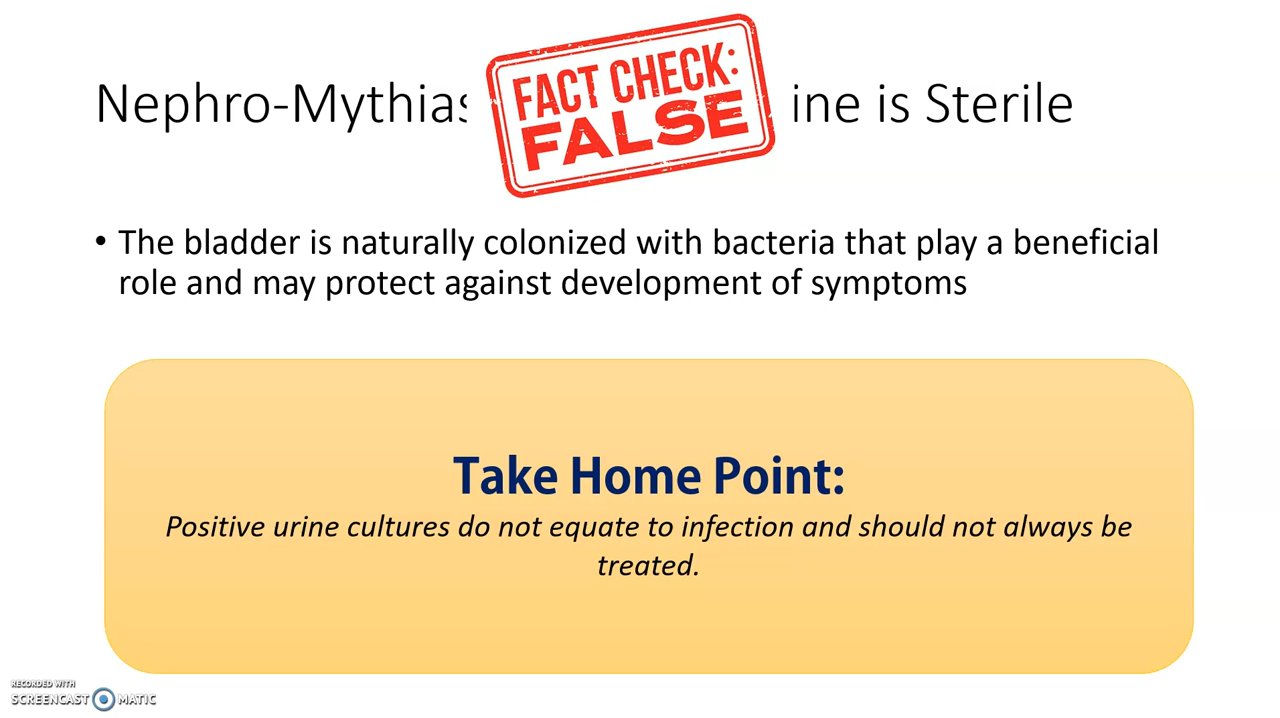 Nephro-Mythias
FACT CHECK:
FALSE
ine is Sterile
• The bladder is naturally colonized with bacteria that play a beneficial
role and may protect against development of symptoms
Take Home Point:
Positive urine cultures do not equate to infection and should not always be
treated.
RECORDED WITH
SCREENCAST MATIC